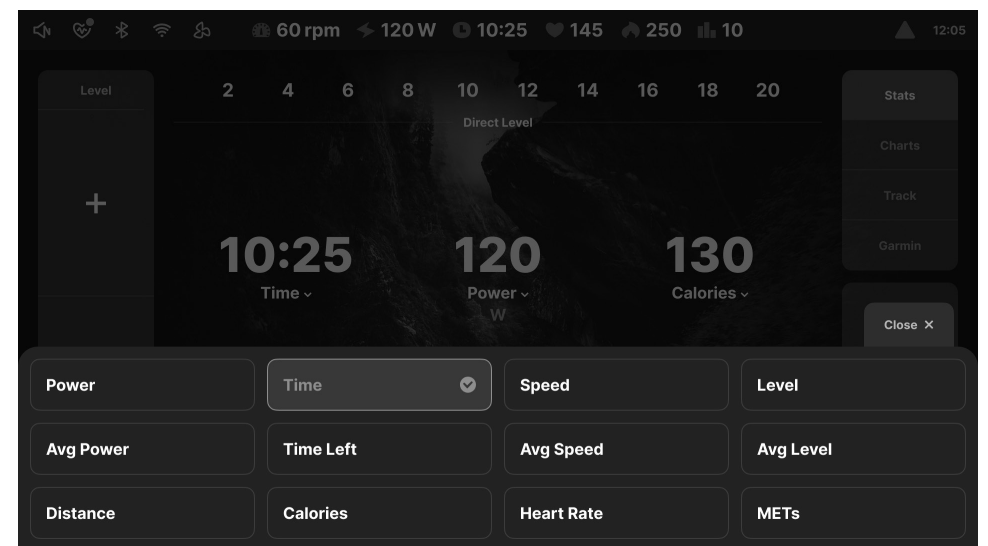 60 rpm 120 W 10:25 145 250 10 12:05
Level
2 4 6 8 10 12 14 16 18 20
Direct Level
Stats
Charts
Track
Garmin
10:25 120 130
Time Power Calories
W
Close
Power Time Speed Level
Avg Power Time Left Avg Speed Avg Level
Distance Calories Heart Rate METs